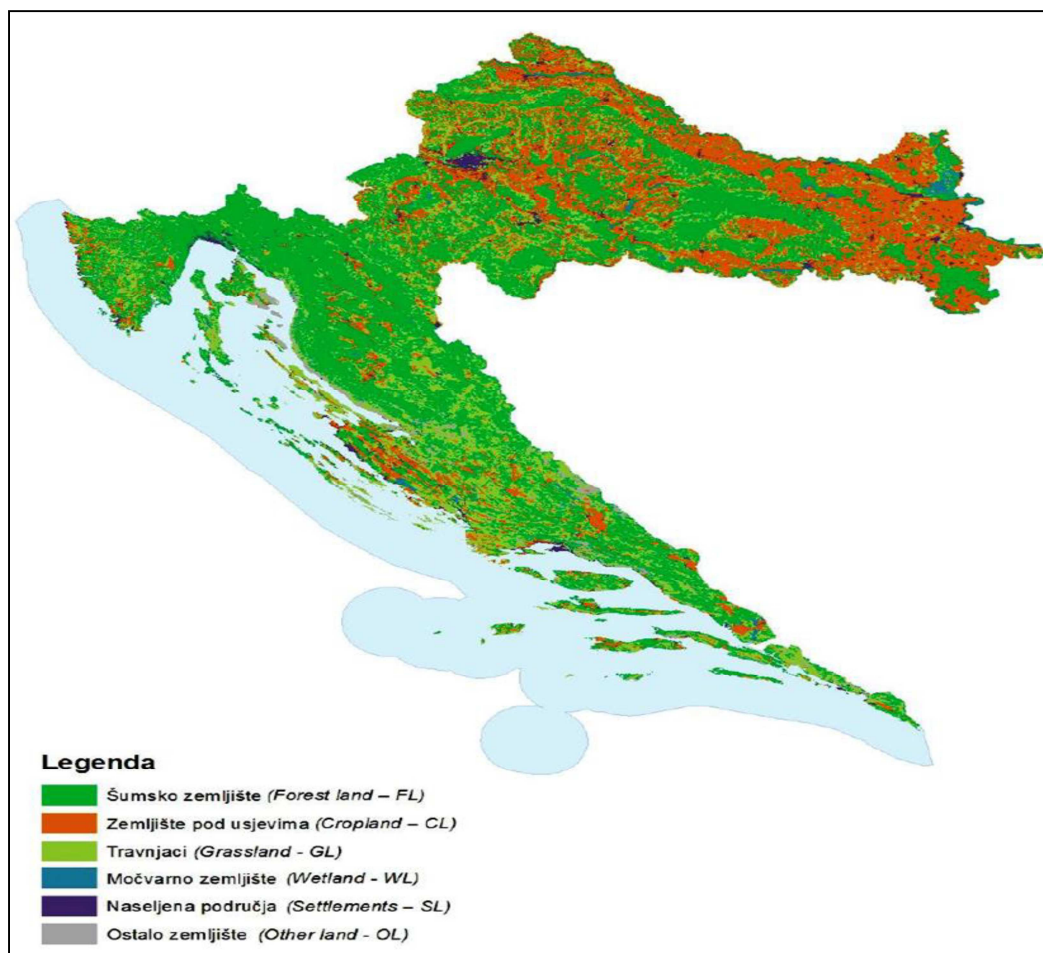 Legenda
Šumsko zemljište (Forest land – FL)
Zemljište pod usjevima (Cropland – CL)
Travnjaci (Grassland - GL)
Močvarno zemljište (Wetland - WL)
Naseljena područja (Settlements – SL)
Ostalo zemljište (Other land - OL)